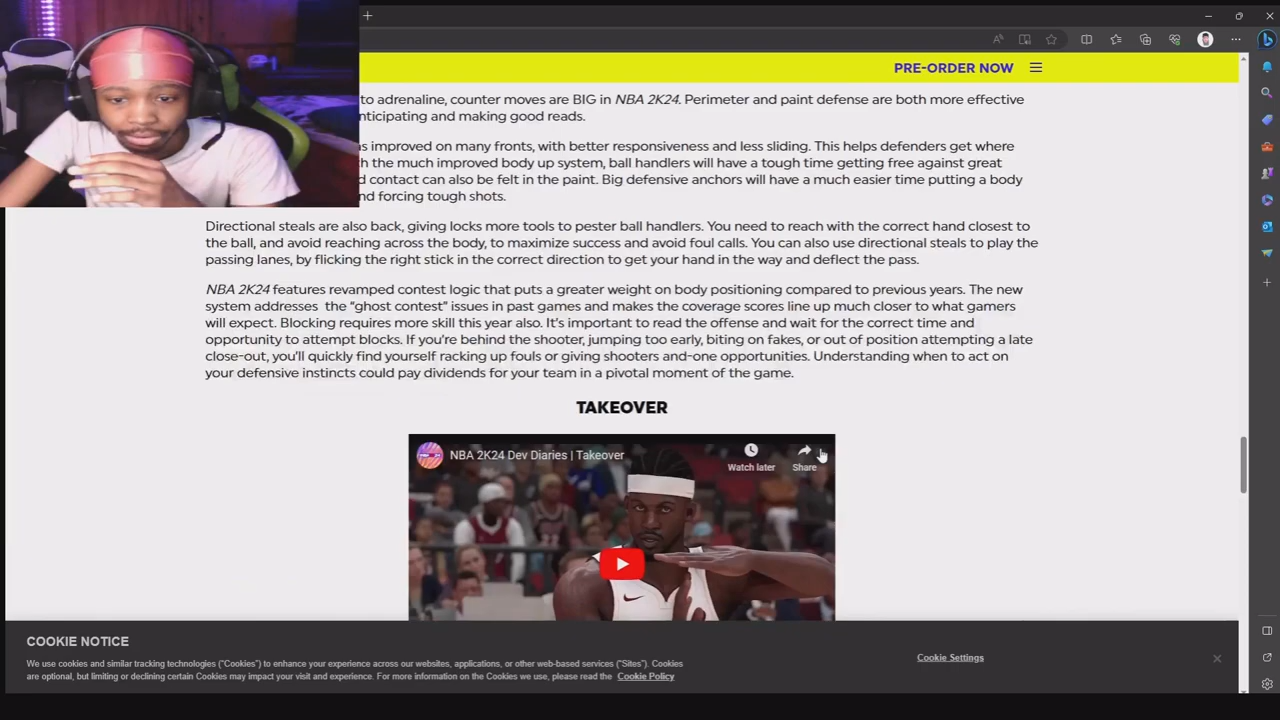 PRE-ORDER NOW
to adrenaline, counter moves are BIG in NBA 2K24. Perimeter and paint defense are both more effective
nticipating and making good reads.
s improved on many fronts, with better responsiveness and less sliding. This helps defenders get where
h the much improved body up system, ball handlers will have a tough time getting free against great
d contact can also be felt in the paint. Big defensive anchors will have a much easier time putting a body
nd forcing tough shots.
Directional steals are also back, giving locks more tools to pester ball handlers. You need to reach with the correct hand closest to
the ball, and avoid reaching across the body, to maximize success and avoid foul calls. You can also use directional steals to play the
passing lanes, by flicking the right stick in the correct direction to get your hand in the way and deflect the pass.
NBA 2K24 features revamped contest logic that puts a greater weight on body positioning compared to previous years. The new
system addresses the “ghost contest” issues in past games and makes the coverage scores line up much closer to what gamers
will expect. Blocking requires more skill this year also. It’s important to read the offense and wait for the correct time and
opportunity to attempt blocks. If you’re behind the shooter, jumping too early, biting on fakes, or out of position attempting a late
close-out, you’ll quickly find yourself racking up fouls or giving shooters and-one opportunities. Understanding when to act on
your defensive instincts could pay dividends for your team in a pivotal moment of the game.
TAKEOVER
NBA 2K24 Dev Diaries | Takeover
Watch later
Share
COOKIE NOTICE
We use cookies and similar tracking technologies (“Cookies”) to enhance your experience across our websites, applications, or other web-based services (“Sites”). Cookies
are optional, but limiting or declining certain Cookies may impact your visit and experience. For more information on the Cookies we use, please read the Cookie Policy
Cookie Settings